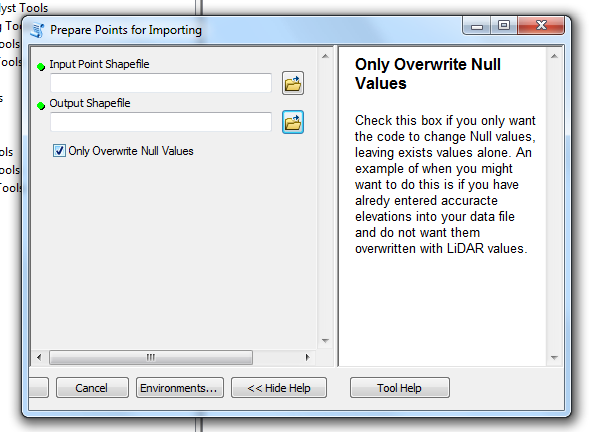 lyst Tools
Prepare Points for Importing
g To
ools
Tools
s
ols
ools
Tools
Input Point Shapefile
Output Shapefile
Only Overwrite Null Values
Only Overwrite Null
Values
Check this box if you only want
the code to change Null values,
leaving exists values alone. An
example of when you might
want to do this is if you have
alredy entered accuracte
elevations into your data file
and do not want them
overwritten with LiDAR values.
Cancel
Environments...
<< Hide Help
Tool Help